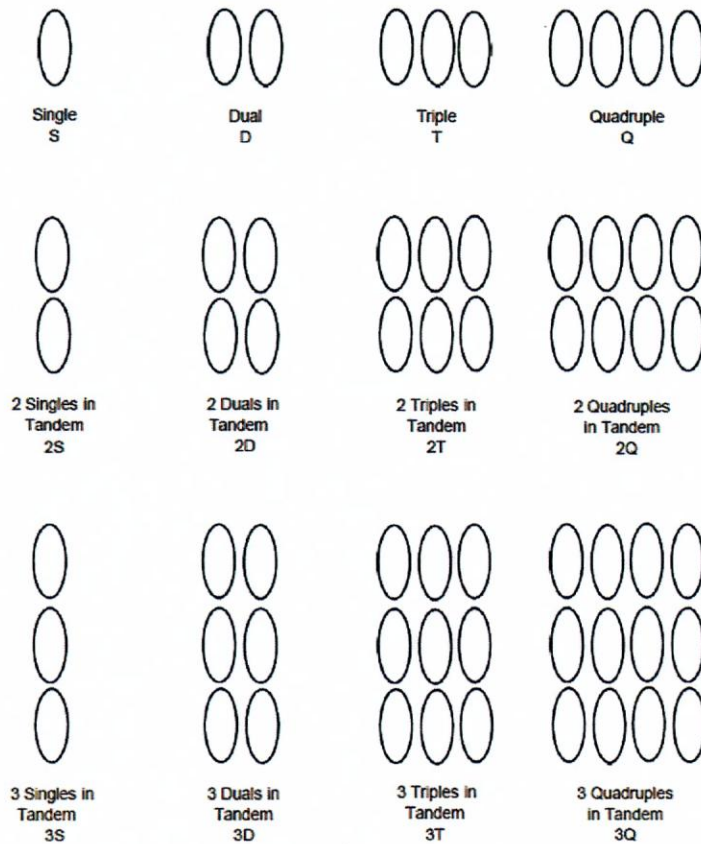 Single
S
Dual
D
Triple
T
Quadruple
Q
2 Singles in
Tandem
2S
2 Duals in
Tandem
2D
2 Triples in
Tandem
2T
2 Quadruples
in Tandem
2Q
3 Singles in
Tandem
3S
3 Duals in
Tandem
3D
3 Triples in
Tandem
3T
3 Quadruples
in Tandem
3Q